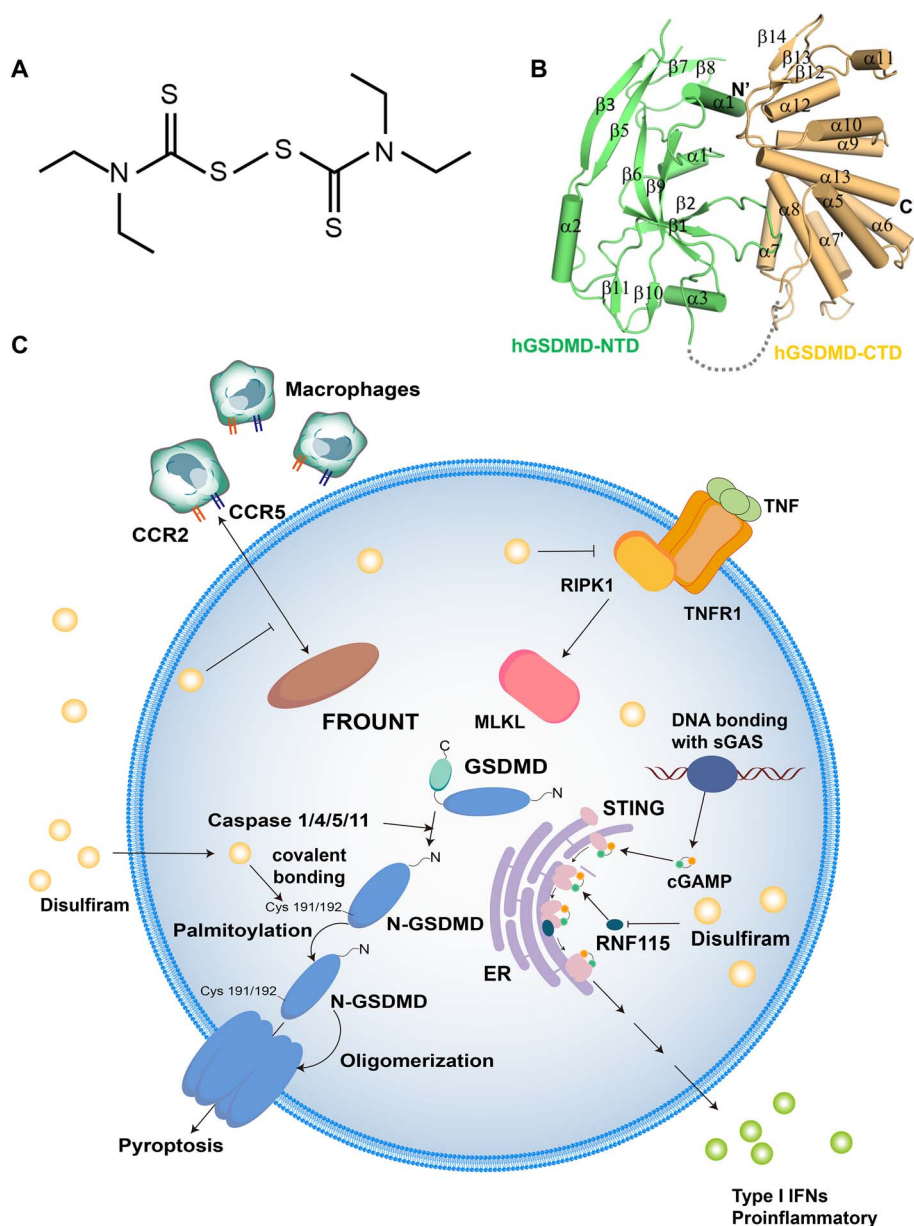 A
S
N
S
S
N
S
B
β14
β13
β12
α11
β7
β8
N'
α1
α12
β3
β5
α10
α9
α1'
α13
β6
β9
β2
β1
α2
α7
α8
α7'
α5
α6
C
β11
β10
α3
hGSDMD-NTD
hGSDMD-CTD
C
Macrophages
CCR5
CCR2
TNF
RIPK1
TNFR1
FROUNT
MLKL
DNA bonding
with sGAS
C
GSDMD
N
STING
Caspase 1/4/5/11
N
covalent
bonding
cGAMP
Disulfiram
Cys 191/192
Palmitoylation
N-GSDMD
RNF115
Disulfiram
N
ER
Cys 191/192
N-GSDMD
Oligomerization
Pyroptosis
Type I IFNs
Proinflammatory